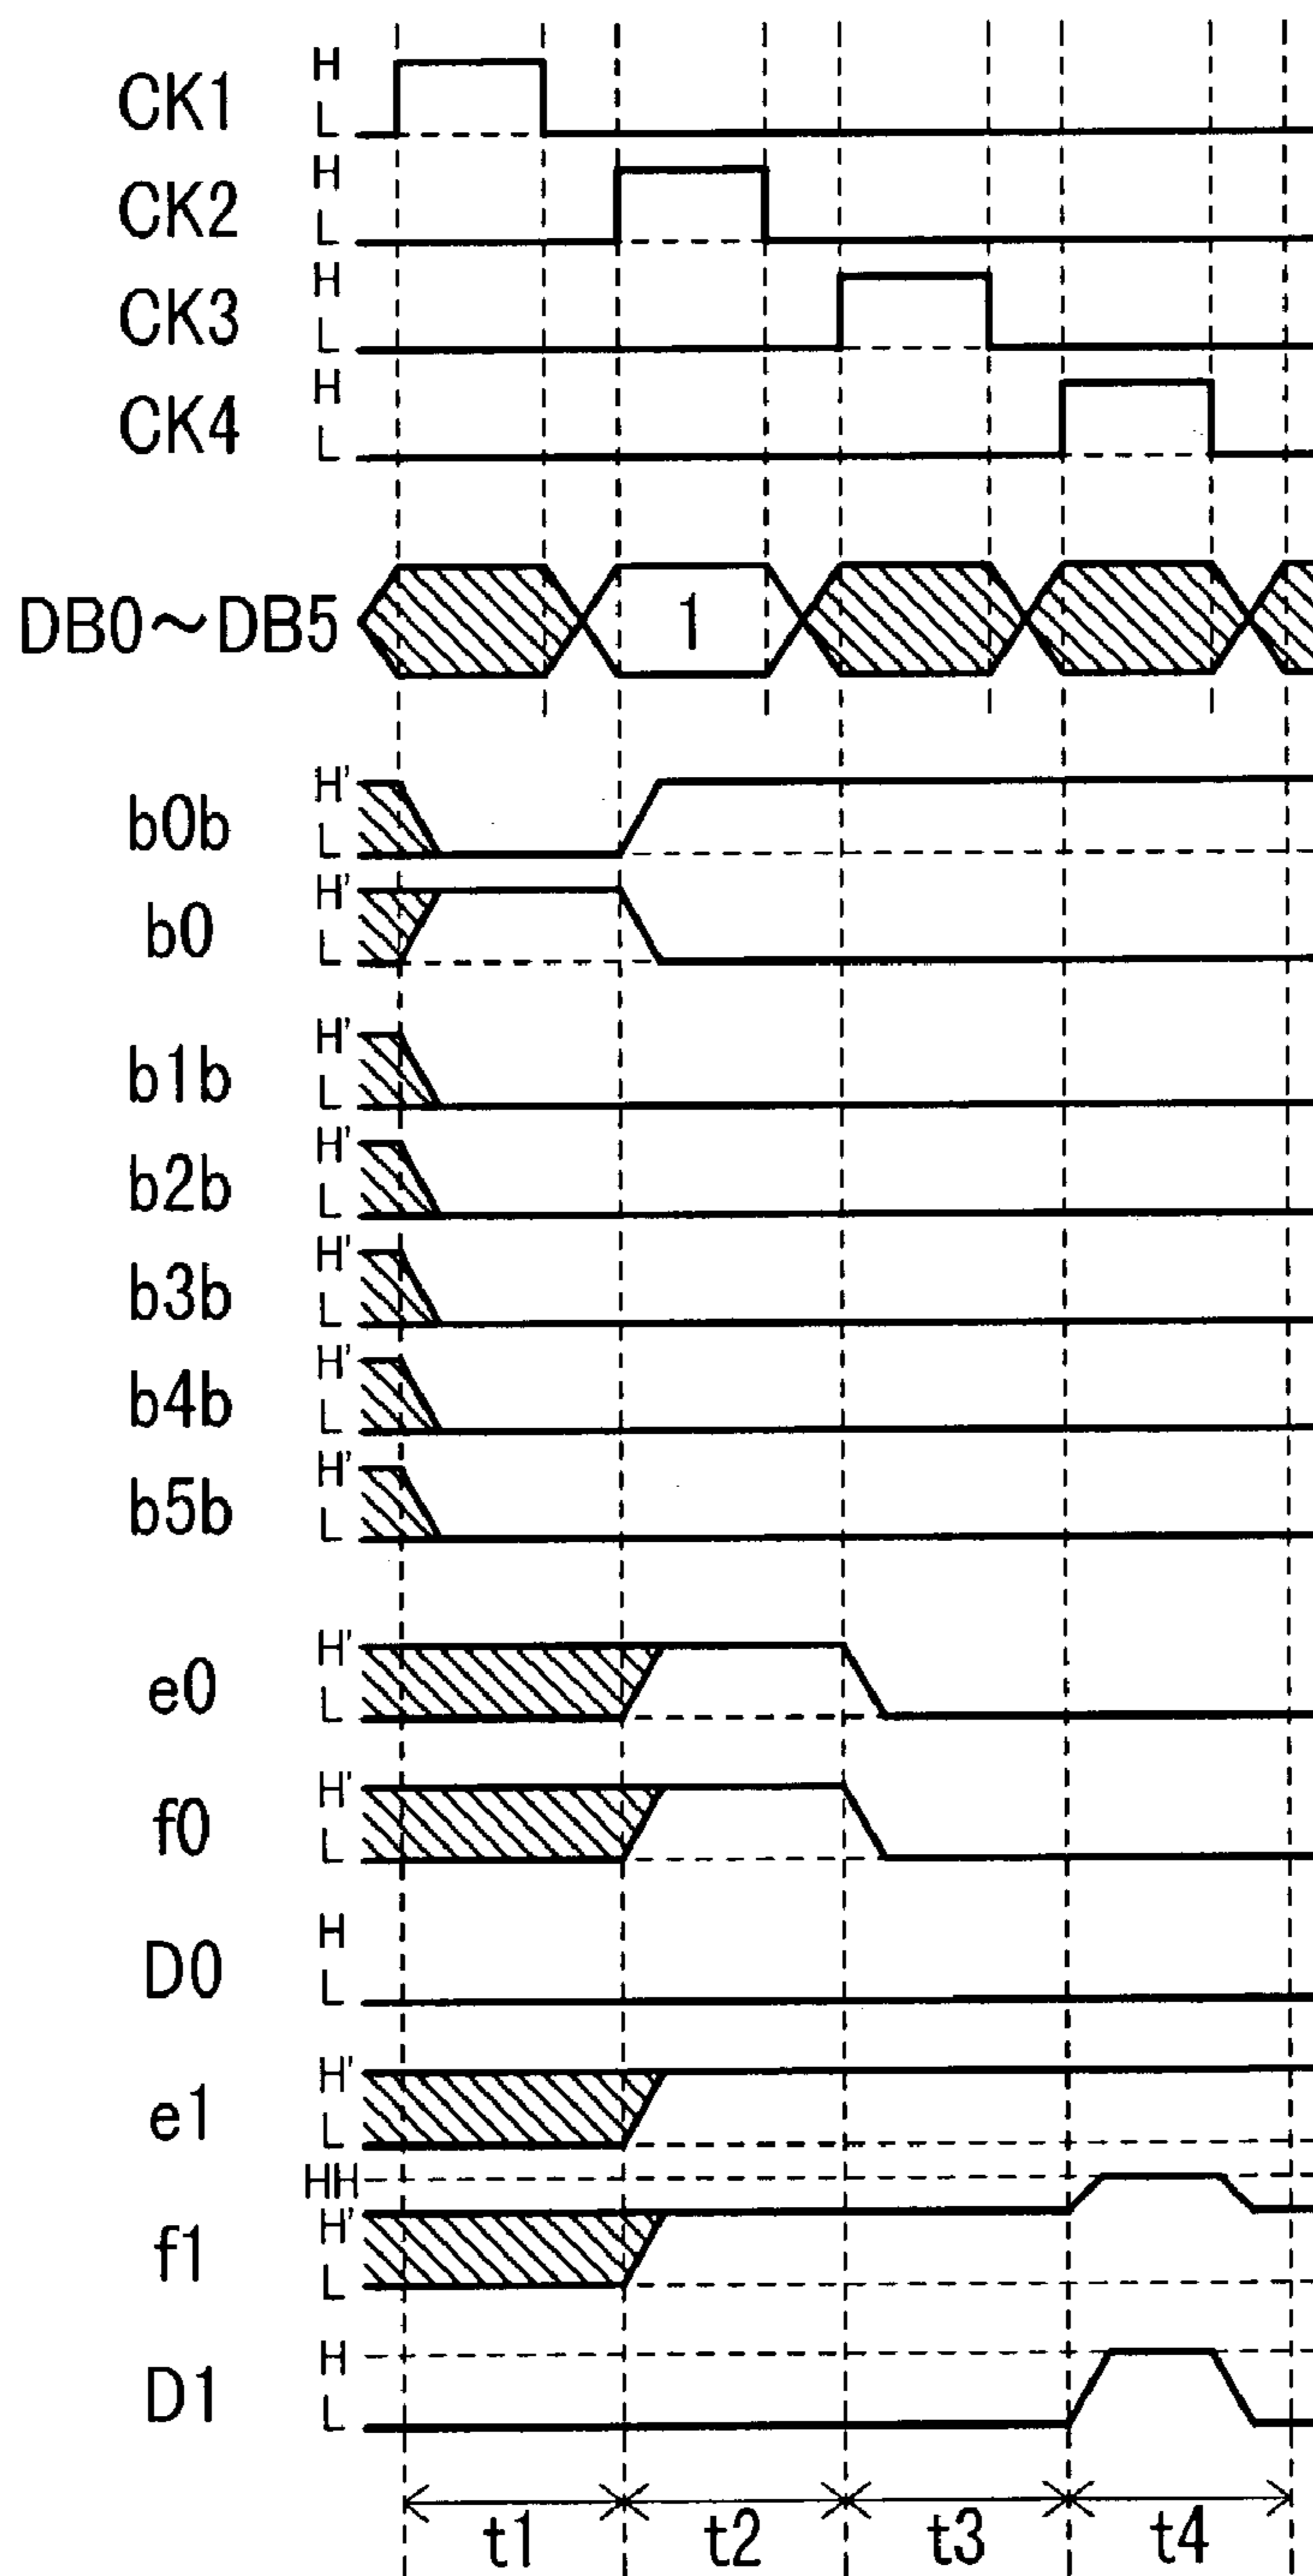 CK1 H
L
CK2 H
L
CK3 H
L
CK4 H
L
DB0~DB5 1
b0b H'
L
b0 H'
L
b1b H'
L
b2b H'
L
b3b H'
L
b4b H'
L
b5b H'
L
e0 H'
L
f0 H'
L
D0 H
L
e1 H'
L
HH
f1 H'
L
D1 H
L
t1 t2 t3 t4